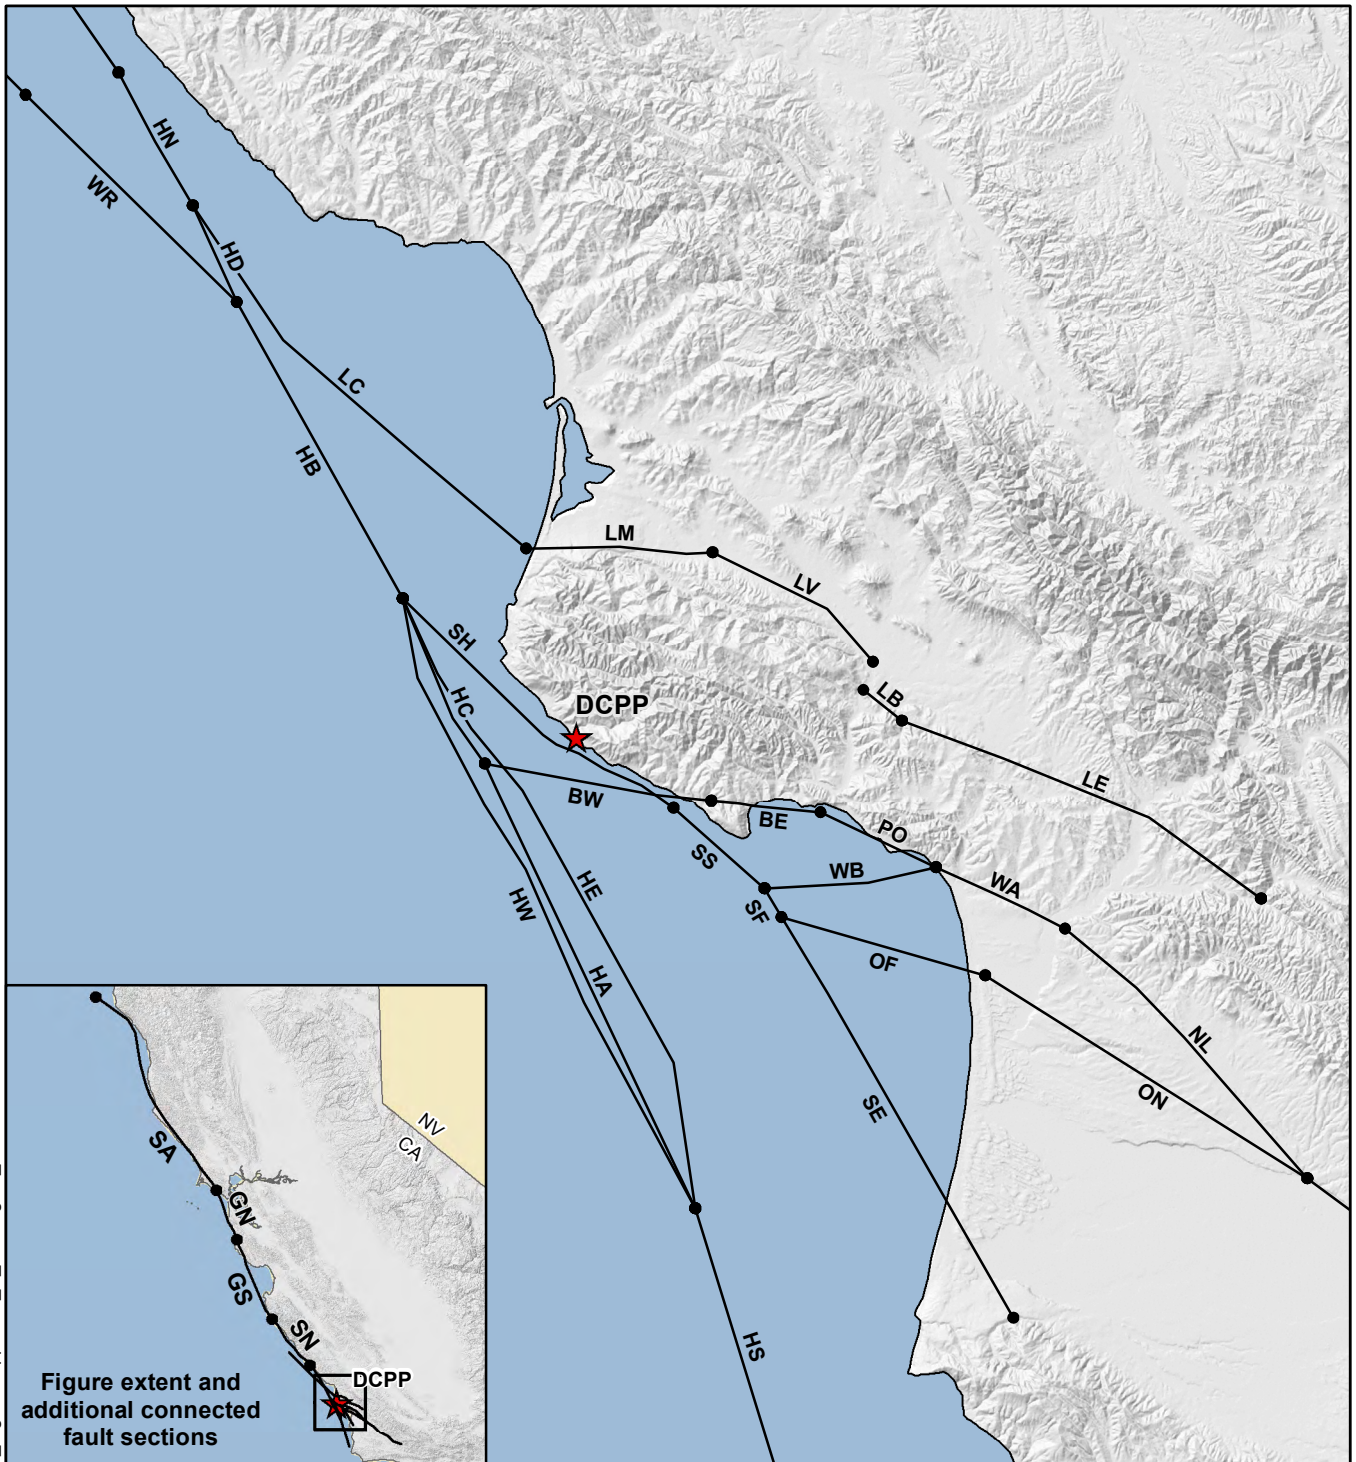 HN
WR
HD
LC
HB
LM
LV
SH
LB
HC
DCPP
LE
BW
BE
PO
SS
WB
WA
HE
HW
SF
OF
HA
NL
ON
SE
HS
NV
CA
SA
GN
GS
SN
DCPP
Figure extent and
additional connected
fault sections